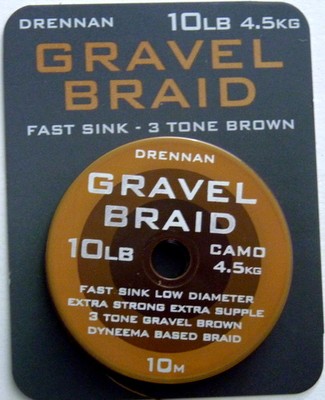 DRENNAN 10LB 4.5KG
GRAVEL
BRAID
FAST SINK - 3 TONE BROWN
DRENNAN
GRAVEL
BRAID
10LB CAMO
4.5KG
FAST SINK LOW DIAMETER
EXTRA STRONG EXTRA SUPPLE
3 TONE GRAVEL BROWN
DYNEEMA BASED BRAID
10M